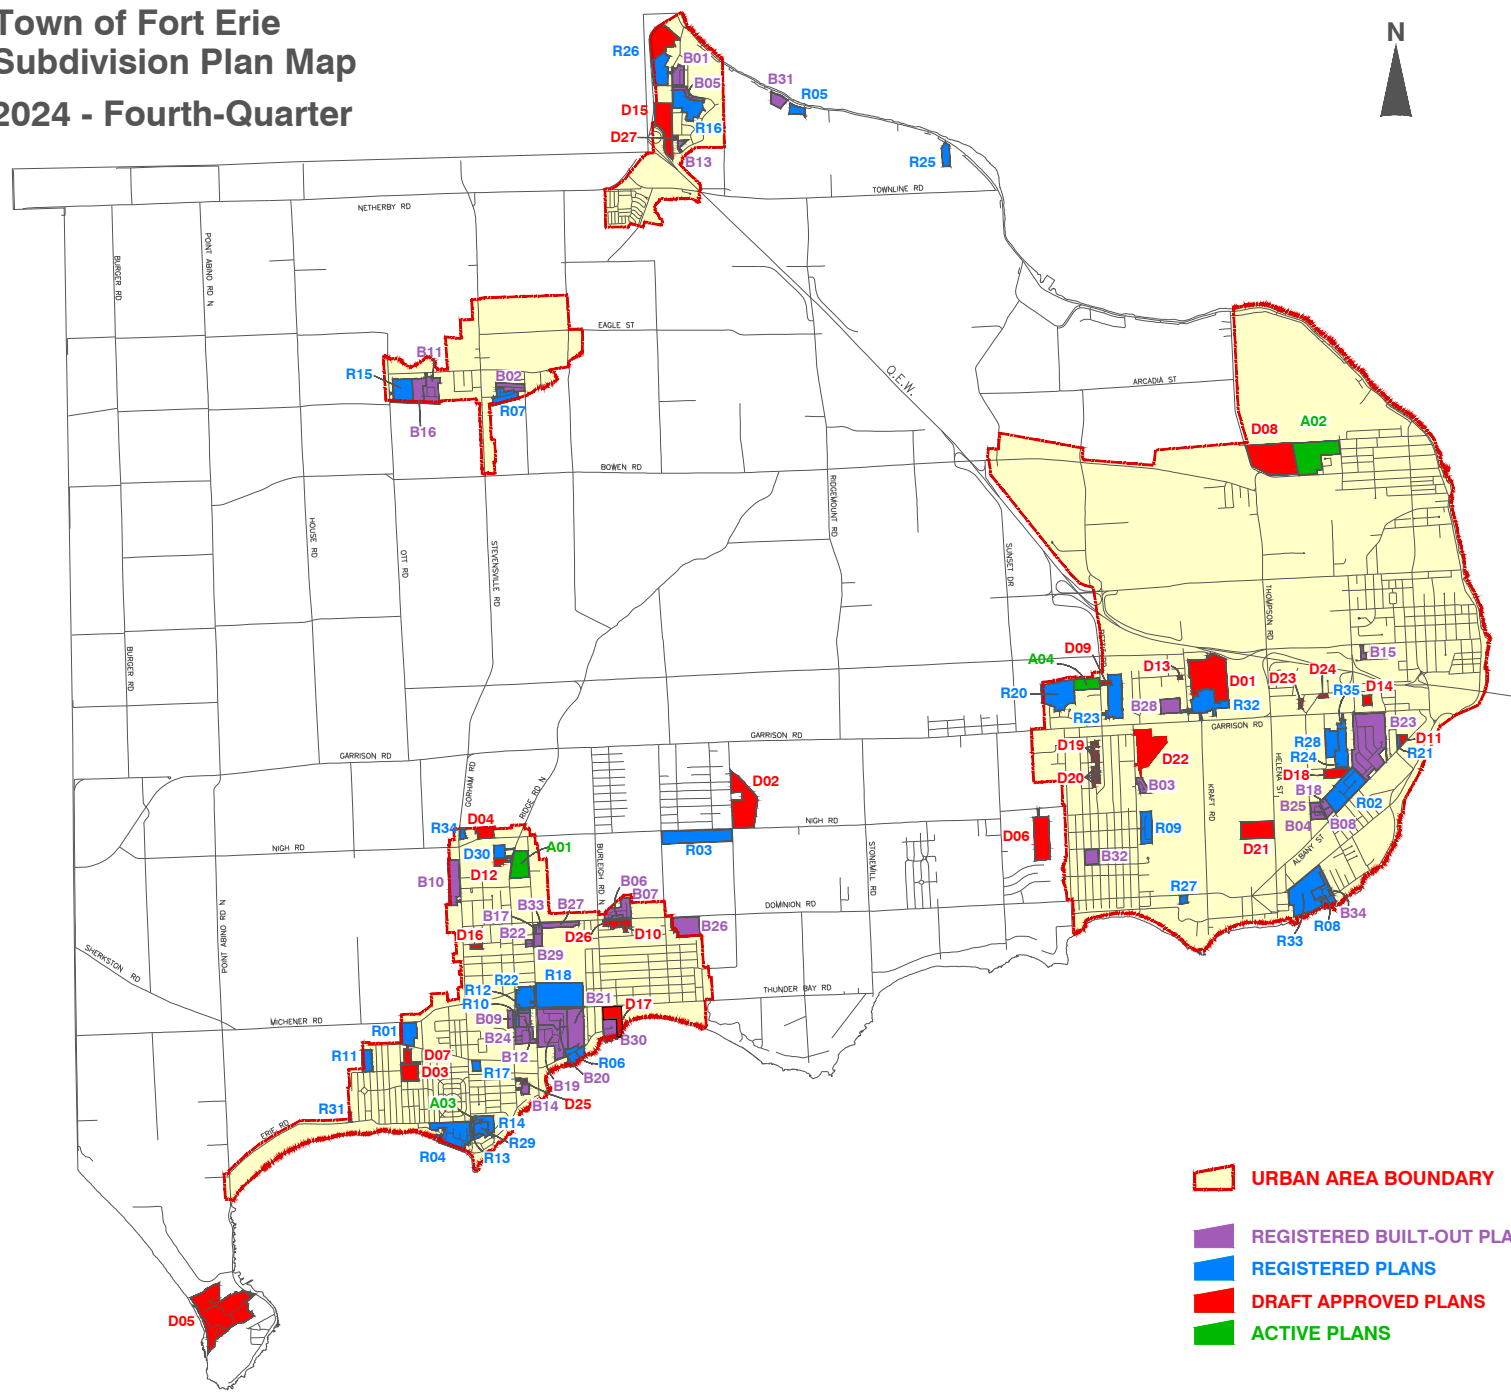 Town of Fort Erie
Subdivision Plan Map
2024 - Fourth-Quarter
N
R26
B01
B05
B31
R05
D15
R16
D27
B13
R25
TOWNLINE RD
NETHERBY RD
BURGER RD
POINT ABINO RD N
EAGLE ST
B11
R15
B02
R07
B16
Q.E.W.
ARCADIA ST
D08
A02
BOWEN RD
HOUSE RD
OTT RD
STEVENSVILLE RD
RIDGEMOUNT RD
SUNSET DR
THOMPSON RD
BURGER RD
D09
A04
D13
D01
B15
D24
D23
R35
D14
R20
R23
B28
R32
GARRISON RD
B23
D11
R21
GARRISON RD
GARRISON RD
GORHAM RD
RIDGE RD N
D19
D20
D22
B03
R28
R24
D18
HELENA ST
KRAFT RD
B18
B25
B04
B08
R02
D02
NIGH RD
R03
D06
R09
D21
ALBANY ST
R34
D04
NIGH RD
D30
A01
D12
B10
BURLEIGH RD N
STONEMILL RD
B32
R27
B34
R08
R33
B06
B07
B33
B27
B17
B22
D26
D10
B26
DOMINION RD
D16
B29
SHERKSTON RD
POINT ABINO RD N
R22
R18
R12
R10
B21
D17
THUNDER BAY RD
MICHENER RD
R01
B09
B24
B12
B30
R11
D07
D03
R17
R06
B20
B19
B14
D25
R31
A03
R14
R29
R13
R04
ERIE RD
D05
URBAN AREA BOUNDARY
REGISTERED BUILT-OUT PLA
REGISTERED PLANS
DRAFT APPROVED PLANS
ACTIVE PLANS